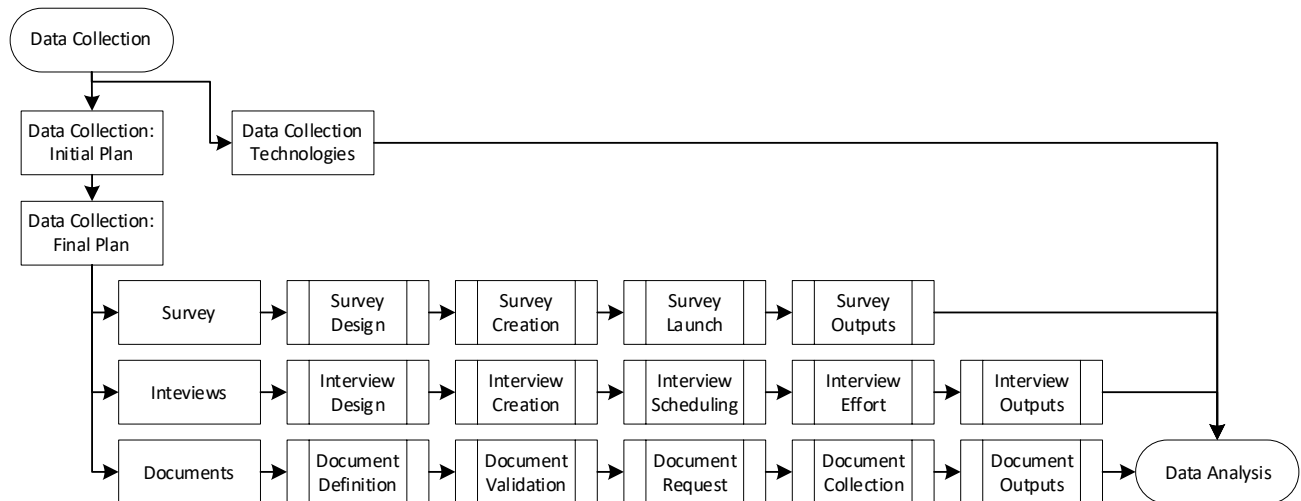 Data Collection
Data Collection:
Initial Plan
Data Collection
Technologies
Data Collection:
Final Plan
Survey
Survey
Design
Survey
Creation
Survey
Launch
Survey
Outputs
Inteviews
Interview
Design
Interview
Creation
Interview
Scheduling
Interview
Effort
Interview
Outputs
Documents
Document
Definition
Document
Validation
Document
Request
Document
Collection
Document
Outputs
Data Analysis